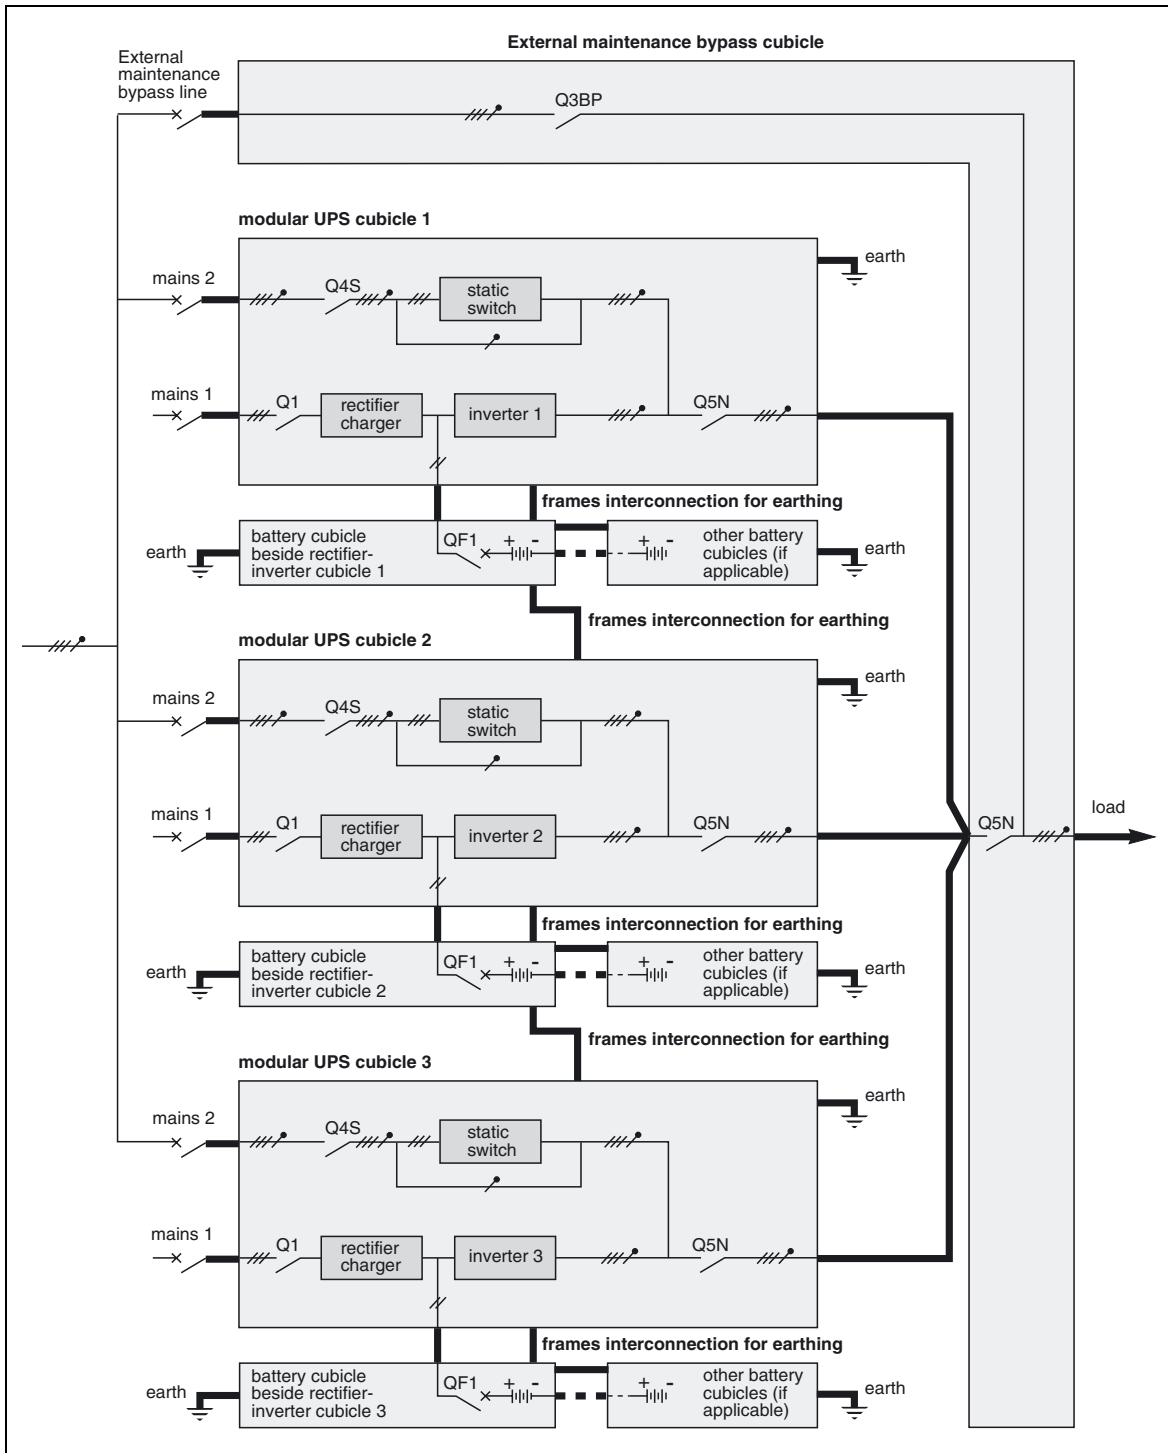 External maintenance bypass cubicle
External
maintenance
bypass line
Q3BP
modular UPS cubicle 1
earth
mains 2
Q4S
static
switch
mains 1
Q1
rectifier
charger
inverter 1
Q5N
frames interconnection for earthing
earth
battery cubicle
beside rectifier-
inverter cubicle 1
QF1
+ -
+ -
other battery
cubicles (if
applicable)
earth
frames interconnection for earthing
modular UPS cubicle 2
earth
mains 2
Q4S
static
switch
mains 1
Q1
rectifier
charger
inverter 2
Q5N
Q5N
load
frames interconnection for earthing
earth
battery cubicle
beside rectifier-
inverter cubicle 2
QF1
+ -
+ -
other battery
cubicles (if
applicable)
earth
frames interconnection for earthing
modular UPS cubicle 3
earth
mains 2
Q4S
static
switch
mains 1
Q1
rectifier
charger
inverter 3
Q5N
frames interconnection for earthing
earth
battery cubicle
beside rectifier-
inverter cubicle 3
QF1
+ -
+ -
other battery
cubicles (if
applicable)
earth